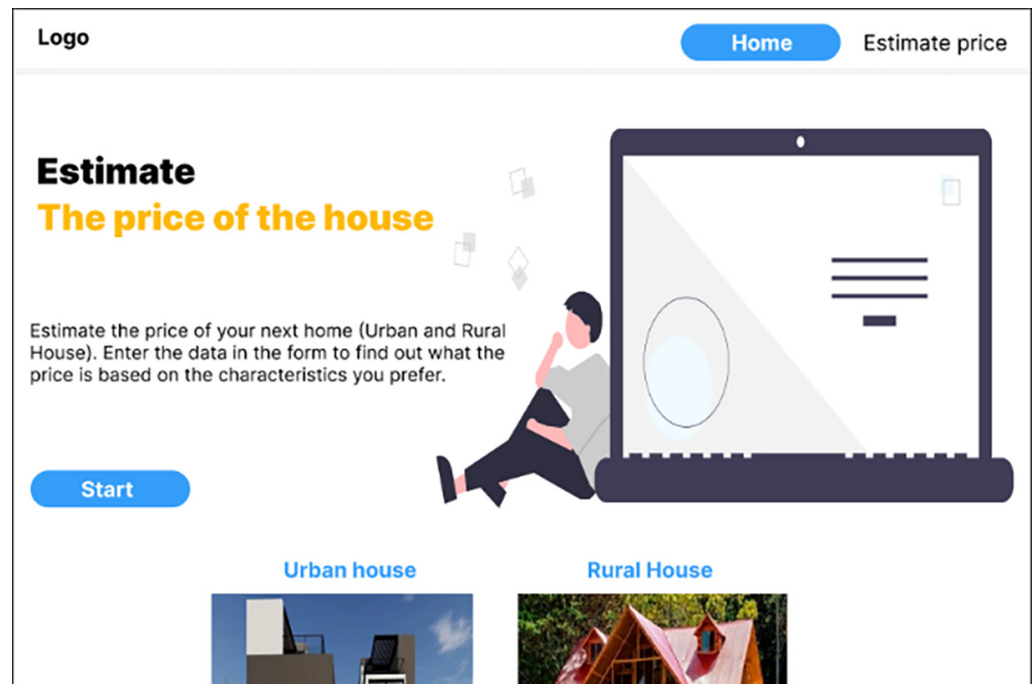 Logo
Home
Estimate price
Estimate
The price of the house
Estimate the price of your next home (Urban and Rural
House). Enter the data in the form to find out what the
price is based on the characteristics you prefer.
Start
Urban house
Rural House